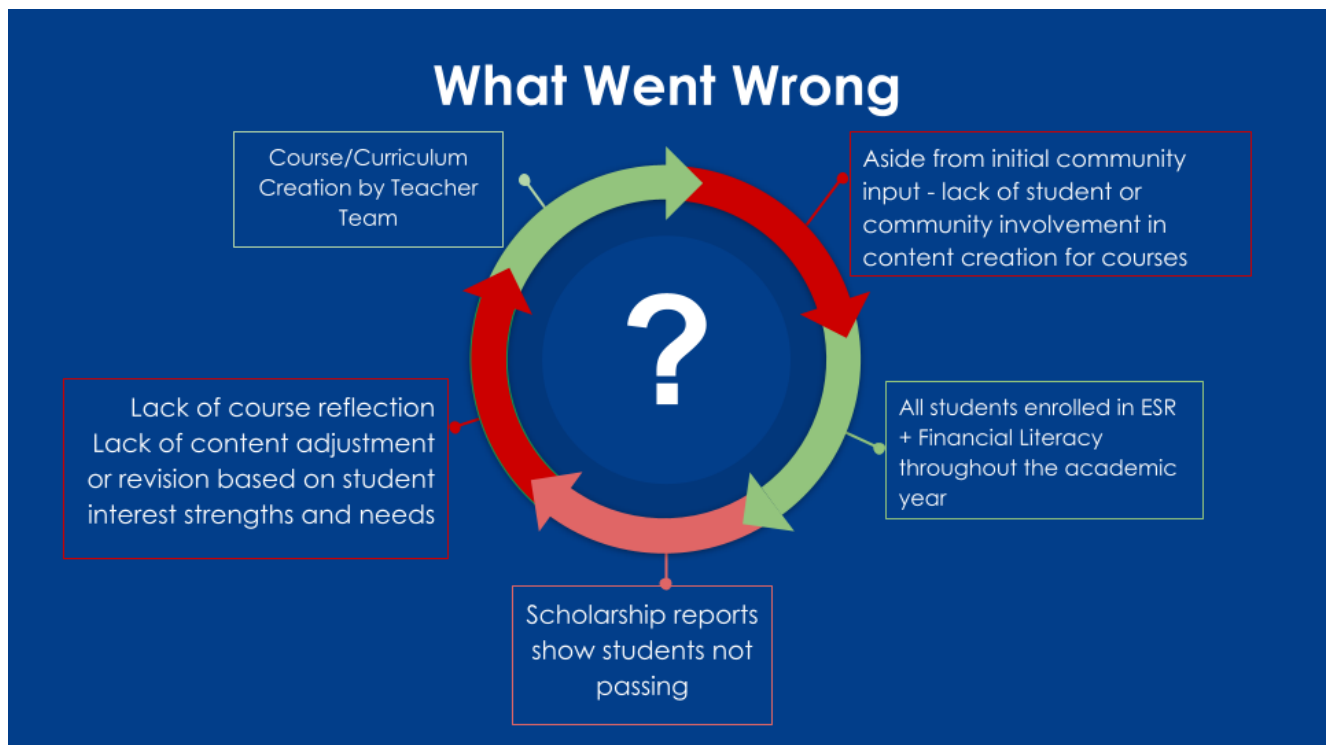 What Went Wrong
Course/Curriculum
Creation by Teacher
Team
Aside from initial community
input - lack of student or
community involvement in
content creation for courses
?
All students enrolled in ESR
+ Financial Literacy
throughout the academic
year
Scholarship reports
show students not
passing
Lack of course reflection
Lack of content adjustment
or revision based on student
interest strengths and needs